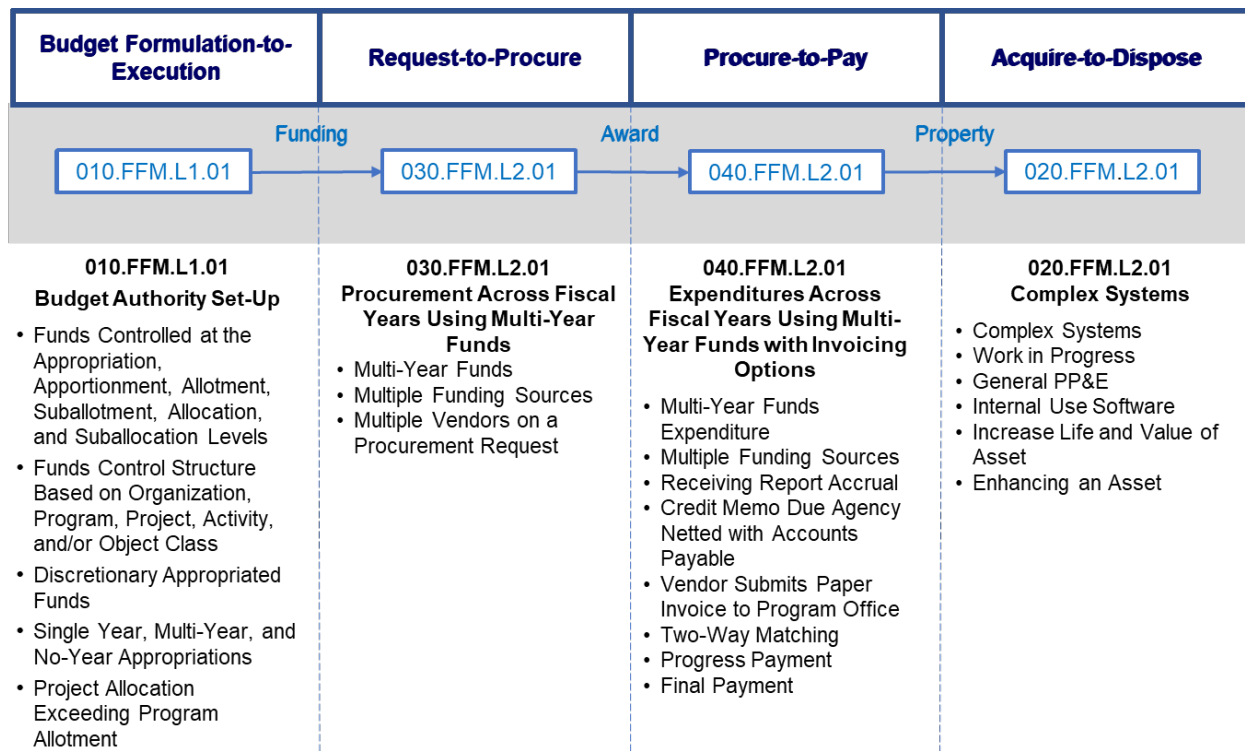 Budget Formulation-to-
Execution
Request-to-Procure
Procure-to-Pay
Acquire-to-Dispose
Funding
Award
Property
010.FFM.L1.01
030.FFM.L2.01
040.FFM.L2.01
020.FFM.L2.01
010.FFM.L1.01
Budget Authority Set-Up
• Funds Controlled at the
Appropriation,
Apportionment, Allotment,
Suballotment, Allocation,
and Suballocation Levels
• Funds Control Structure
Based on Organization,
Program, Project, Activity,
and/or Object Class
• Discretionary Appropriated
Funds
• Single Year, Multi-Year, and
No-Year Appropriations
• Project Allocation
Exceeding Program
Allotment
030.FFM.L2.01
Procurement Across Fiscal
Years Using Multi-Year
Funds
• Multi-Year Funds
• Multiple Funding Sources
• Multiple Vendors on a
Procurement Request
040.FFM.L2.01
Expenditures Across
Fiscal Years Using Multi-
Year Funds with Invoicing
Options
• Multi-Year Funds
Expenditure
• Multiple Funding Sources
• Receiving Report Accrual
• Credit Memo Due Agency
Netted with Accounts
Payable
• Vendor Submits Paper
Invoice to Program Office
• Two-Way Matching
• Progress Payment
• Final Payment
020.FFM.L2.01
Complex Systems
• Complex Systems
• Work in Progress
• General PP&E
• Internal Use Software
• Increase Life and Value of
Asset
• Enhancing an Asset